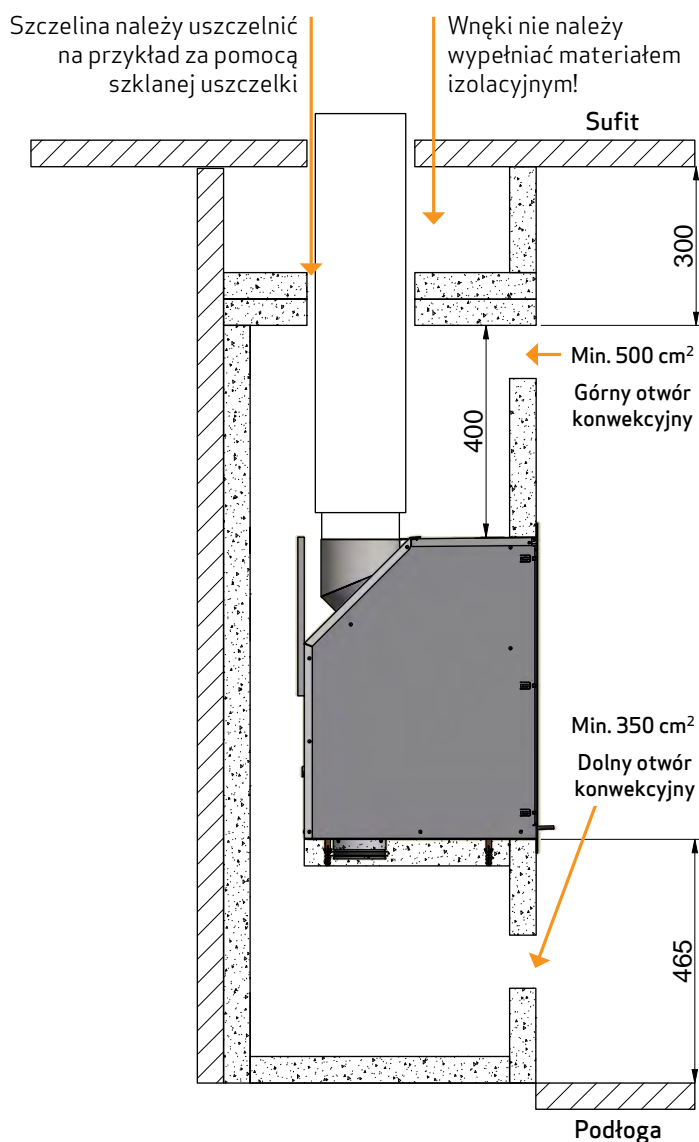 Szczelina należy uszczelnić
na przykład za pomocą
szklanej uszczelki
Wnęki nie należy
wypełniać materiałem
izolacyjnym!
Sufit
300
Min. 500 cm²
Górny otwór
konwekcyjny
400
Min. 350 cm²
Dolny otwór
konwekcyjny
465
Podłoga